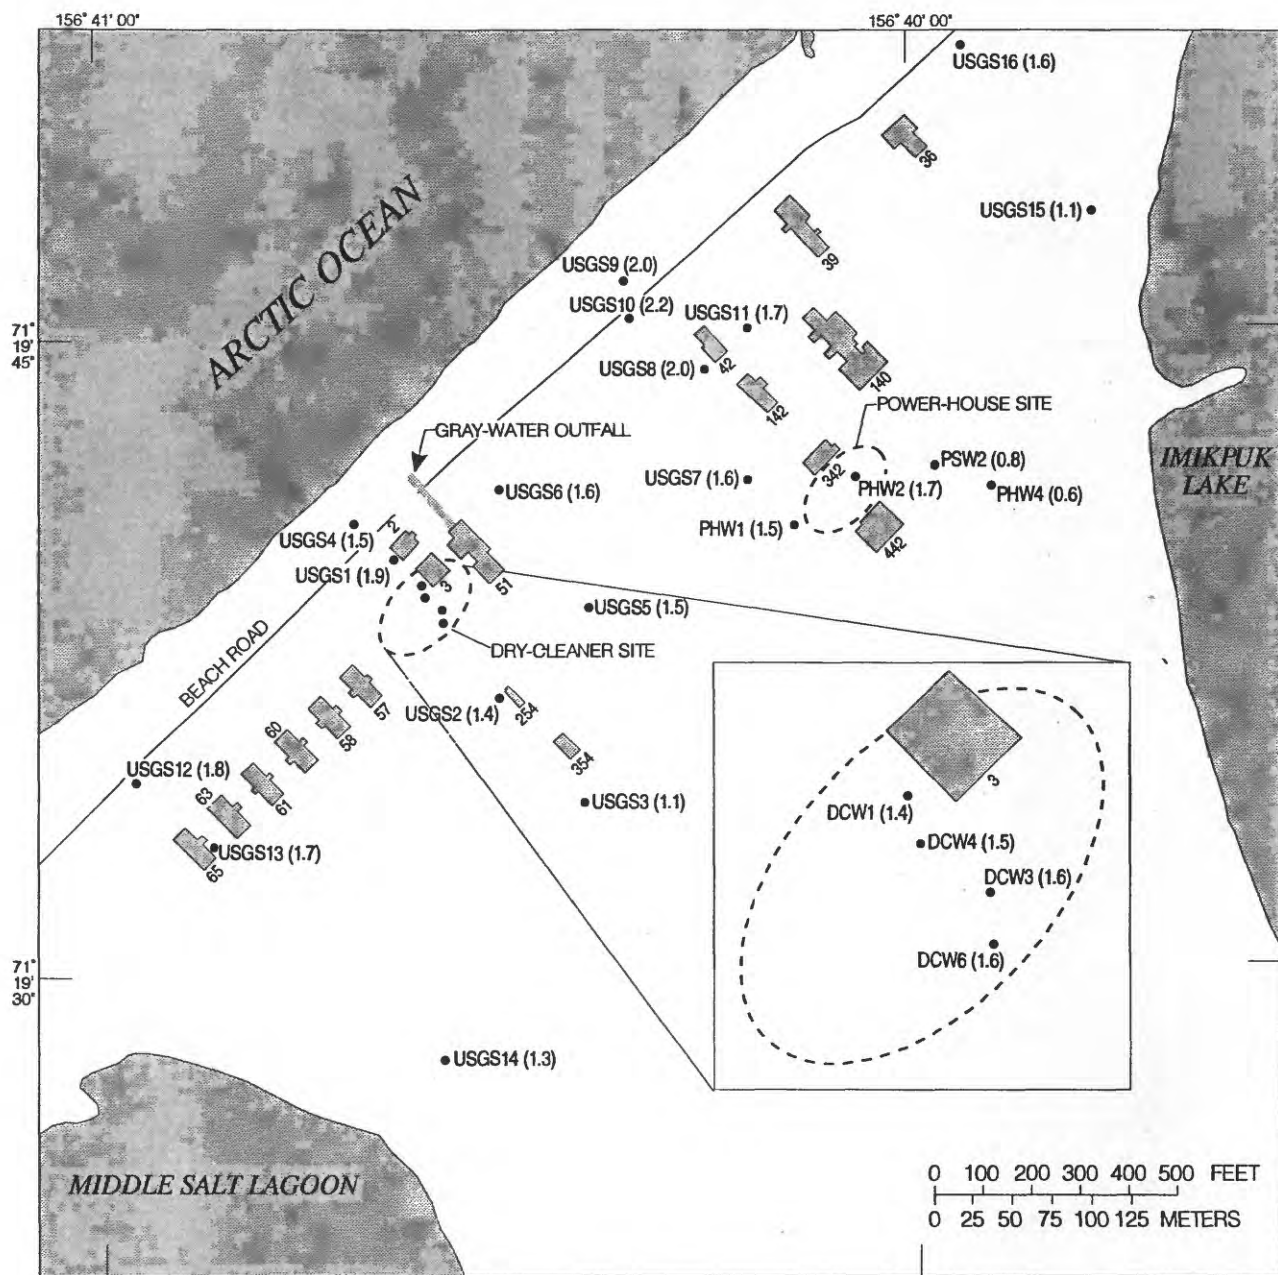 156° 41' 00"
156° 40' 00"
USGS16 (1.6)
36
USGS15 (1.1)
39
ARCTIC OCEAN
USGS9 (2.0)
USGS10 (2.2)
USGS11 (1.7)
71°
19'
45"
42
USGS8 (2.0)
140
142
POWER-HOUSE SITE
GRAY-WATER OUTFALL
IMIKPUK
LAKE
PSW2 (0.8)
342
USGS7 (1.6)
PHW2 (1.7)
PHW4 (0.6)
USGS6 (1.6)
PHW1 (1.5)
442
USGS4 (1.5)
2
USGS1 (1.9)
3
51
USGS5 (1.5)
BEACH ROAD
DRY-CLEANER SITE
57
USGS2 (1.4)
254
58
60
354
USGS12 (1.8)
61
63
USGS3 (1.1)
USGS13 (1.7)
65
3
DCW1 (1.4)
DCW4 (1.5)
DCW3 (1.6)
DCW6 (1.6)
71°
19'
30"
USGS14 (1.3)
MIDDLE SALT LAGOON
0 100 200 300 400 500 FEET
0 25 50 75 100 125 METERS